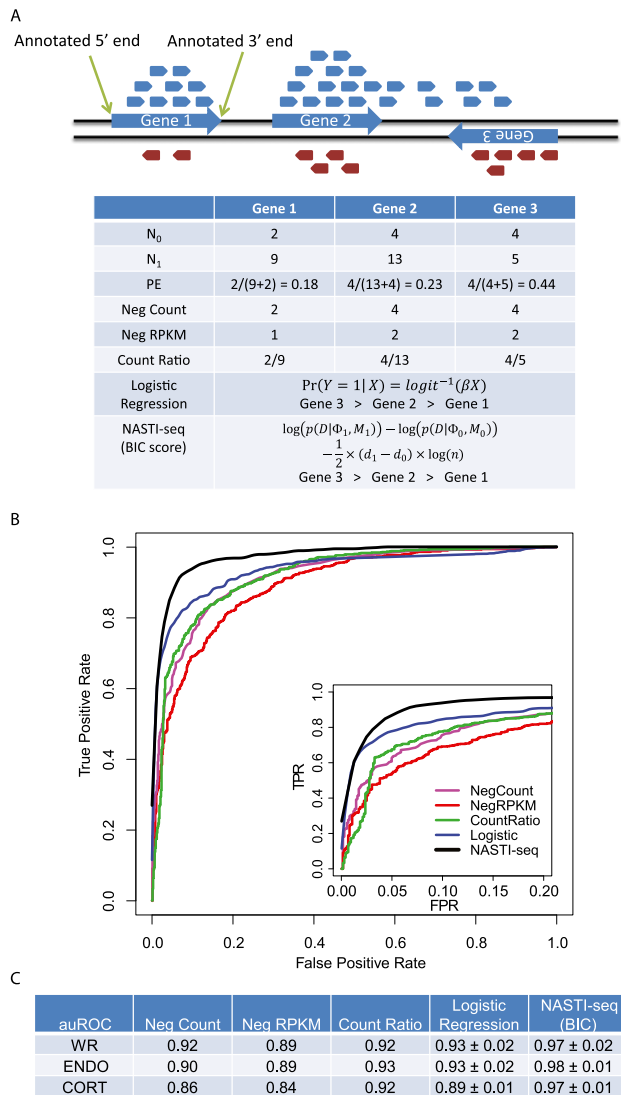 A
Annotated 5′ end
Annotated 3′ end
Gene 1
Gene 2
Gene 3
Gene 1 Gene 2 Gene 3
N₀ 2 4 4
N₁ 9 13 5
PE 2/(9+2) = 0.18 4/(13+4) = 0.23 4/(4+5) = 0.44
Neg Count 2 4 4
Neg RPKM 1 2 2
Count Ratio 2/9 4/13 4/5
Logistic Regression Pr(Y = 1| X) = logit⁻¹(βX)
Gene 3 > Gene 2 > Gene 1
NASTI-seq (BIC score) log(p(D|Φ₁, M₁)) − log(p(D|Φ₀, M₀))
−1/2 × (d₁ − d₀) × log(n)
Gene 3 > Gene 2 > Gene 1
B
True Positive Rate
1.0
0.8
0.6
0.4
0.2
0.0
0.0 0.2 0.4 0.6 0.8 1.0
False Positive Rate
TPR
1.0
0.8
0.6
0.4
0.2
0.0
NegCount
NegRPKM
CountRatio
Logistic
NASTI-seq
0.00 0.05 0.10 0.15 0.20
FPR
C
auROC Neg Count Neg RPKM Count Ratio Logistic Regression NASTI-seq (BIC)
WR 0.92 0.89 0.92 0.93 ± 0.02 0.97 ± 0.02
ENDO 0.90 0.89 0.93 0.93 ± 0.02 0.98 ± 0.01
CORT 0.86 0.84 0.92 0.89 ± 0.01 0.97 ± 0.01